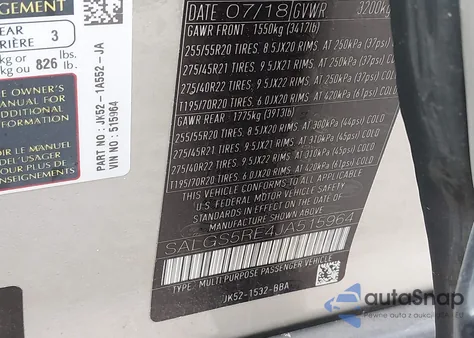 GEMENT
REAR
RIÈRE 3
kg or lbs.
kg ou 826 lb.
THE OWNER'S
MANUAL FOR
ADDITIONAL
INFORMATION
LE MANUEL
DE L'USAGER
POUR PLUS DE
RENSEIGNEMENTS
PART NO: JK52-1A552-JA
VIN: 515964
DATE 07/18 GVWR 3200kg
GAWR FRONT 1550kg (3417lb)
255/55R20 TIRES, 8.5JX20 RIMS AT 250KPA (37psi)
275/45R21 TIRES, 9.5JX21 RIMS AT 250KPA (37psi) COLD
275/40R22 TIRES, 9.5JX22 RIMS AT 250KPA (37psi) COLD
T195/70R20 TIRES, 6.0JX20 RIMS AT 420KPA (61psi) COLD
GAWR REAR 1775kg (3913lb)
255/55R20 TIRES, 8.5JX20 RIMS AT 300KPA (44psi) COLD
275/45R21 TIRES, 9.5JX21 RIMS AT 310KPA (45psi) COLD
275/40R22 TIRES, 9.5JX22 RIMS AT 310KPA (45psi) COLD
T195/70R20 TIRES, 6.0JX20 RIMS AT 420KPA (61psi) COLD
THIS VEHICLE CONFORMS TO ALL APPLICABLE
FEDERAL MOTOR VEHICLE SAFETY STANDARDS
IN EFFECT ON THE DATE OF MANUFACTURE
SHOWN ABOVE.
SALGS5RE4JA515964
TYPE: MULTIPURPOSE PASSENGER VEHICLE
JK52-1532-BBA
autoSnap